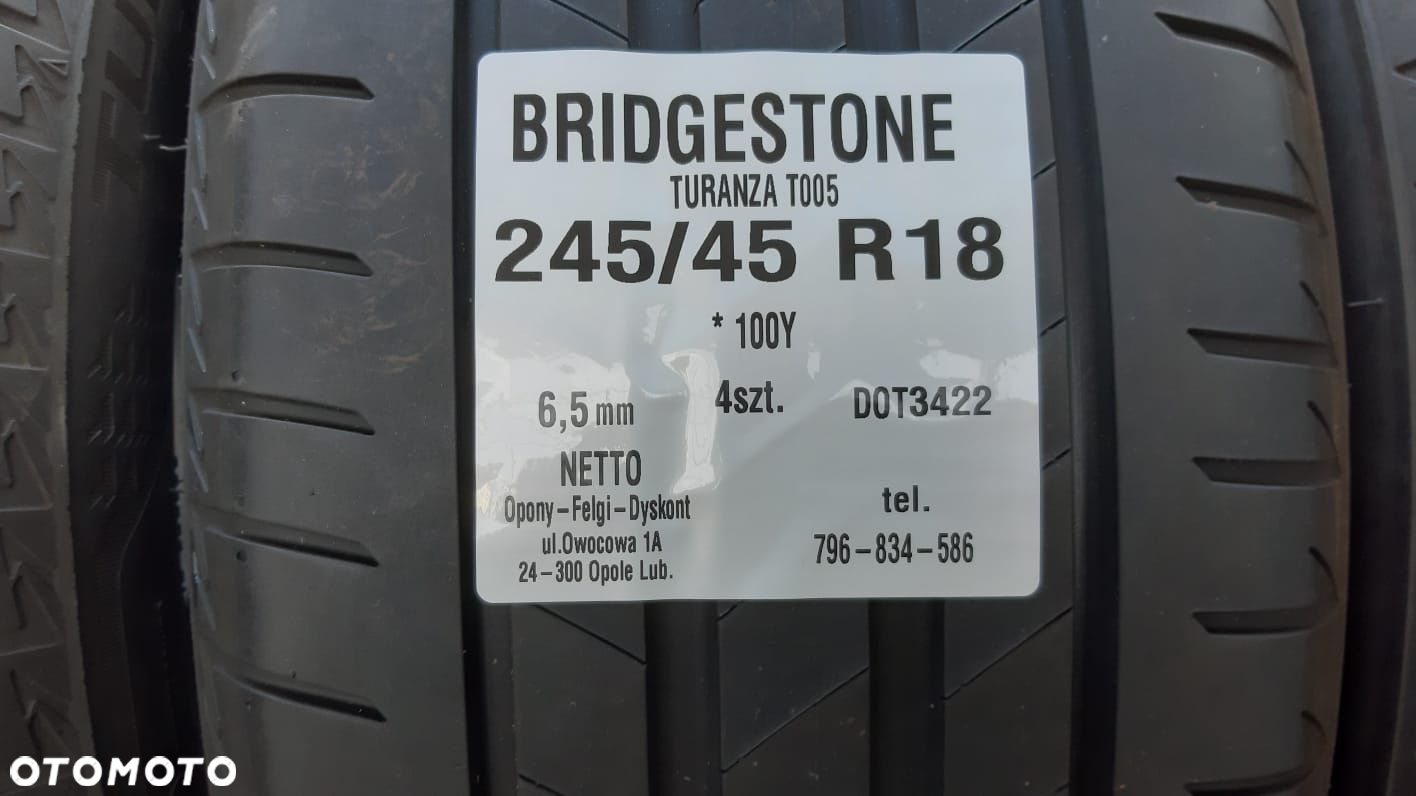 BRIDGESTONE
TURANZA T005
245/45 R18
* 100Y
6,5 mm 4szt. DOT3422
NETTO
Opony-Felgi-Dyskont
ul.Owocowa 1A
24-300 Opole Lub.
tel.
796-834-586
OTOMOTO